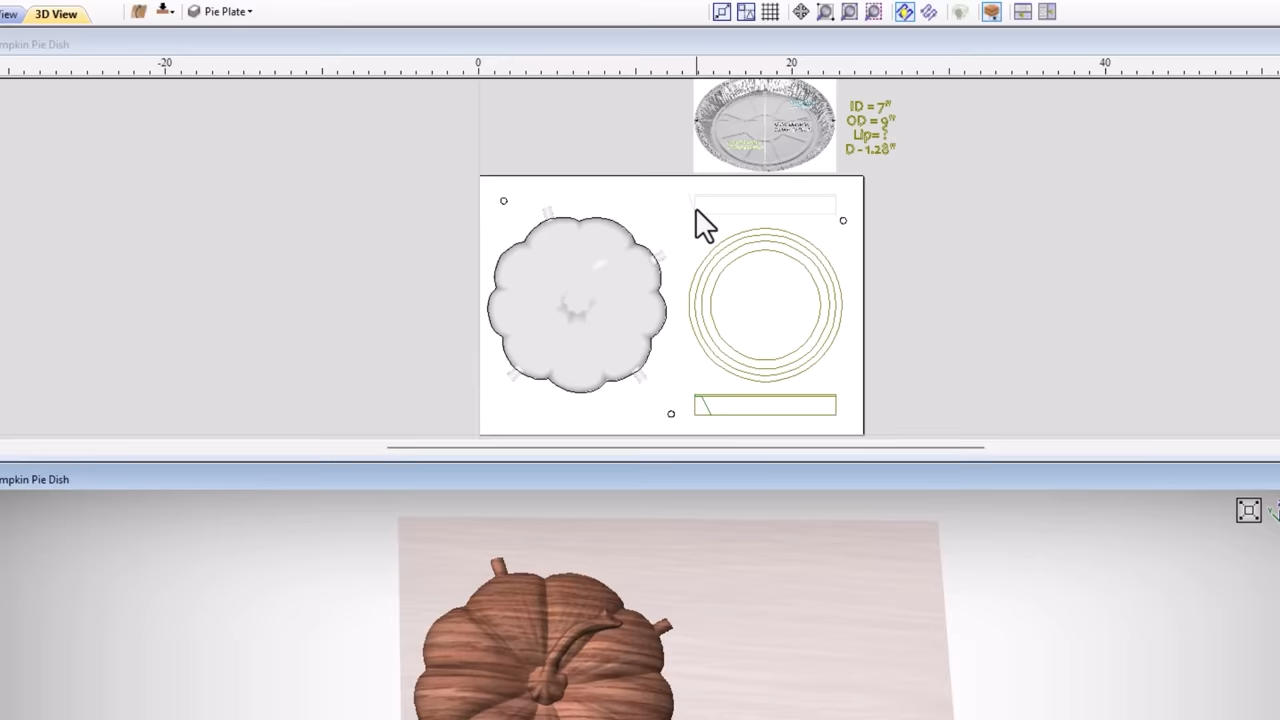 View
3D View
Pie Plate
mpkin Pie Dish
-20
0
20
40
ID = 7"
OD = 9"
Lip= ?
D - 1.28"
mpkin Pie Dish